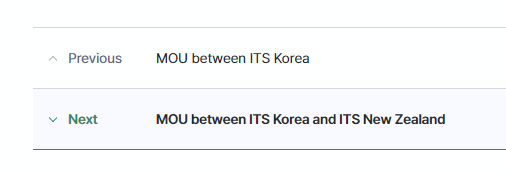 Previous MOU between ITS Korea
Next MOU between ITS Korea and ITS New Zealand